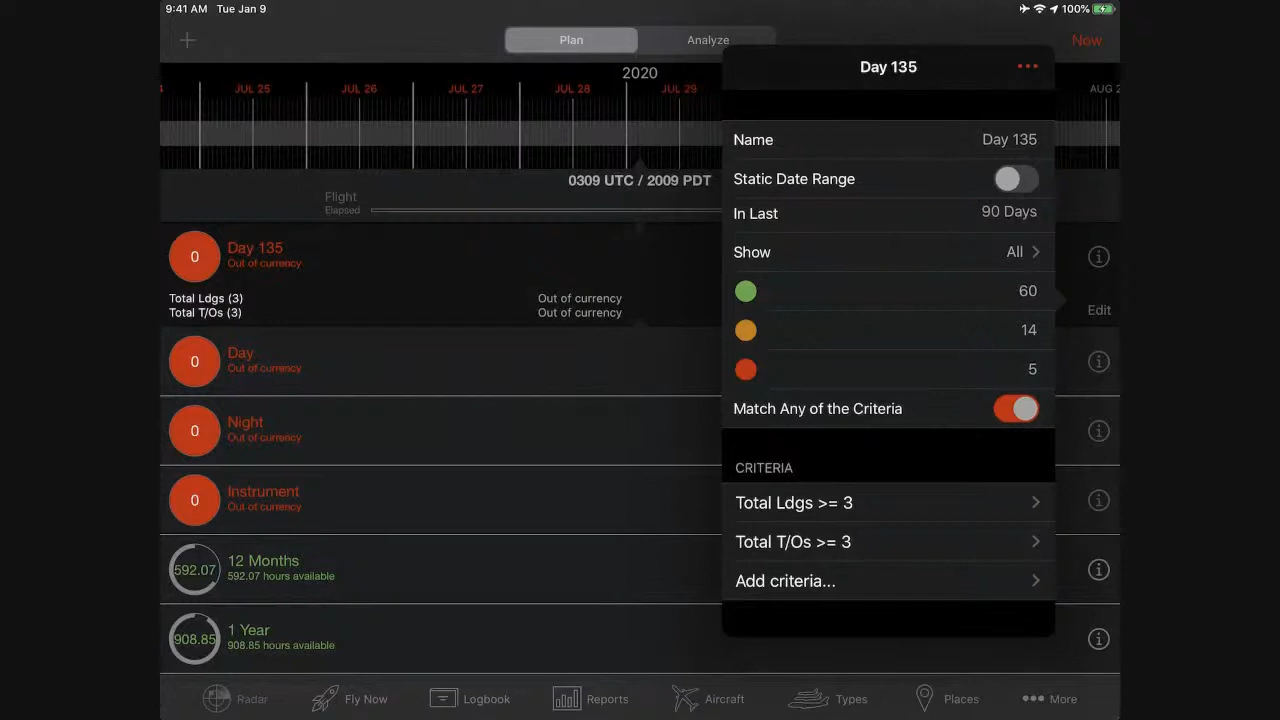 9:41 AM Tue Jan 9
100%
Plan
Analyze
Now
Day 135
2020
JUL 25
JUL 26
JUL 27
JUL 28
JUL 29
AUG 2
0309 UTC / 2009 PDT
Flight
Elapsed
0
Day 135
Out of currency
Total Ldgs (3)
Out of currency
Total T/Os (3)
Out of currency
Edit
0
Day
Out of currency
0
Night
Out of currency
0
Instrument
Out of currency
592.07
12 Months
592.07 hours available
908.85
1 Year
908.85 hours available
Name
Day 135
Static Date Range
In Last
90 Days
Show
All
60
14
5
Match Any of the Criteria
CRITERIA
Total Ldgs >= 3
Total T/Os >= 3
Add criteria...
Radar
Fly Now
Logbook
Reports
Aircraft
Types
Places
More